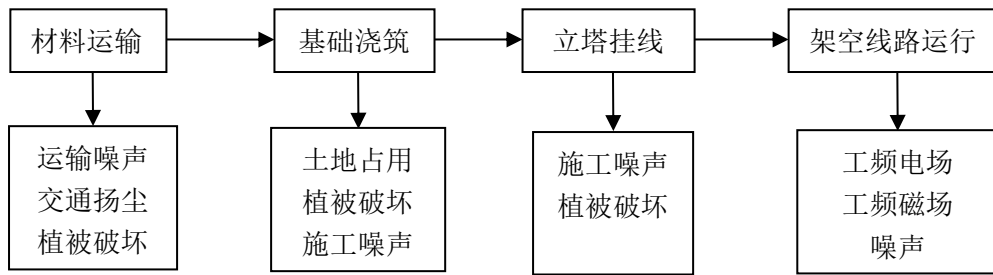 材料运输
基础浇筑
立塔挂线
架空线路运行
运输噪声
交通扬尘
植被破坏
土地占用
植被破坏
施工噪声
施工噪声
植被破坏
工频电场
工频磁场
噪声